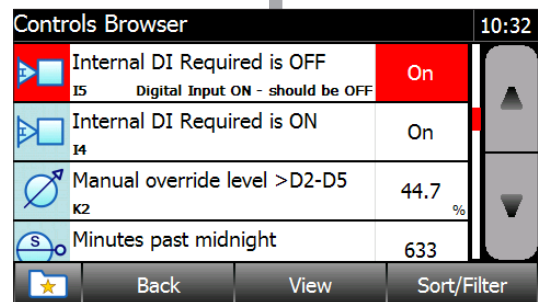 Controls Browser 10:32
Internal DI Required is OFF On
I5 Digital Input ON - should be OFF
Internal DI Required is ON On
I4
Manual override level >D2-D5 44.7
K2 %
S Minutes past midnight 633
Back View Sort/Filter